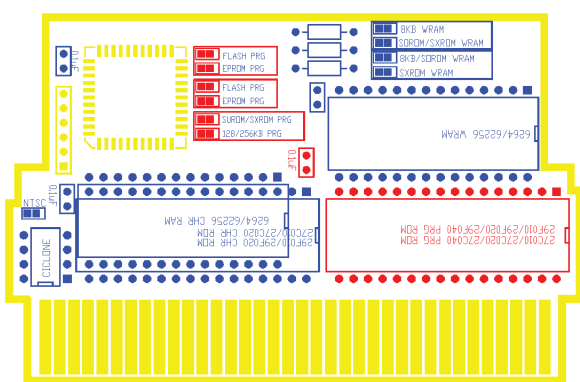 0.1uF
FLASH PRG
EPROM PRG
FLASH PRG
EPROM PRG
SUROM/SXROM PRG
128/256KB PRG
8KB WRAM
SOROM/SXROM WRAM
8KB/SOROM WRAM
SXROM WRAM
6264/62256 WRAM
0.1uF
0.1uF
NTSC
CICLONE
6264/62256 CHR RAM
27C010/27C020 CHR ROM
29F010/29F020 CHR ROM
29F010/29F020/29F040 PRG ROM
27C010/27C020/27C040 PRG ROM